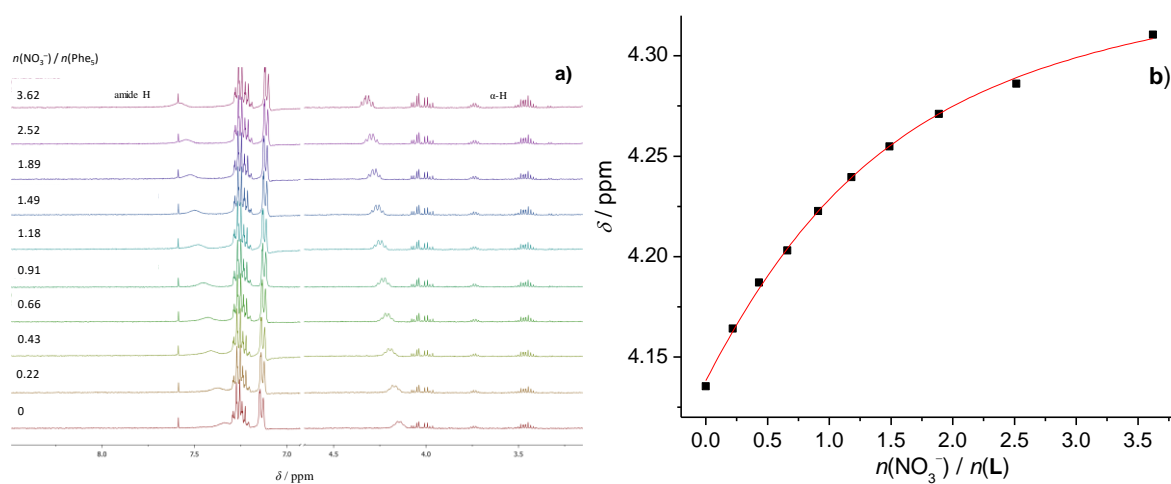 n(NO₃⁻) / n(Phe₅)
a)
amide H
α-H
3.62
2.52
1.89
1.49
1.18
0.91
0.66
0.43
0.22
0
8.0 7.5 7.0 4.5 4.0 3.5
δ / ppm
b)
4.30
4.25
4.20
4.15
δ / ppm
0.0 0.5 1.0 1.5 2.0 2.5 3.0 3.5
n(NO₃⁻) / n(L)